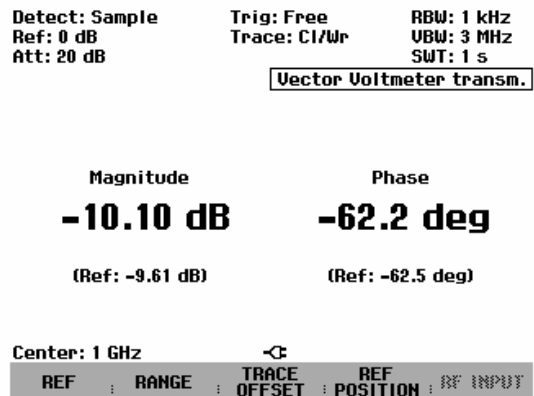 Detect: Sample Trig: Free RBW: 1 kHz
Ref: 0 dB Trace: Cl/Wr VBW: 3 MHz
Att: 20 dB SWT: 1 s
Vector Voltmeter transm.
Magnitude Phase
-10.10 dB -62.2 deg
(Ref: -9.61 dB) (Ref: -62.5 deg)
Center: 1 GHz
REF RANGE TRACE OFFSET REF POSITION RF INPUT